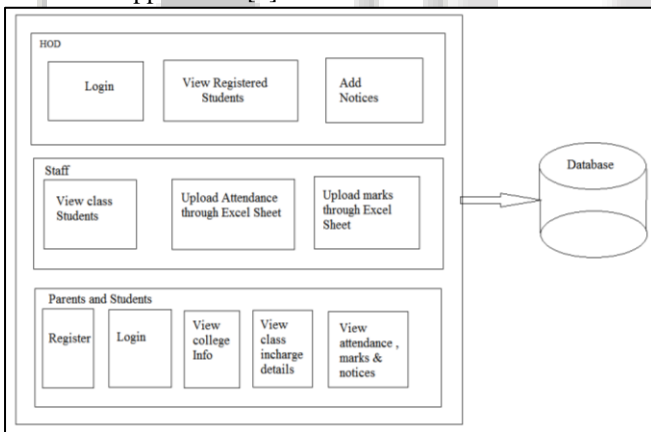 HOD
Login
View Registered
Students
Add
Notices
Staff
View class
Students
Upload Attendance
through Excel Sheet
Upload marks
through Excel
Sheet
Database
Parents and Students
Register
Login
View
college
Info
View
class
incharge
details
View
attendance ,
marks &
notices